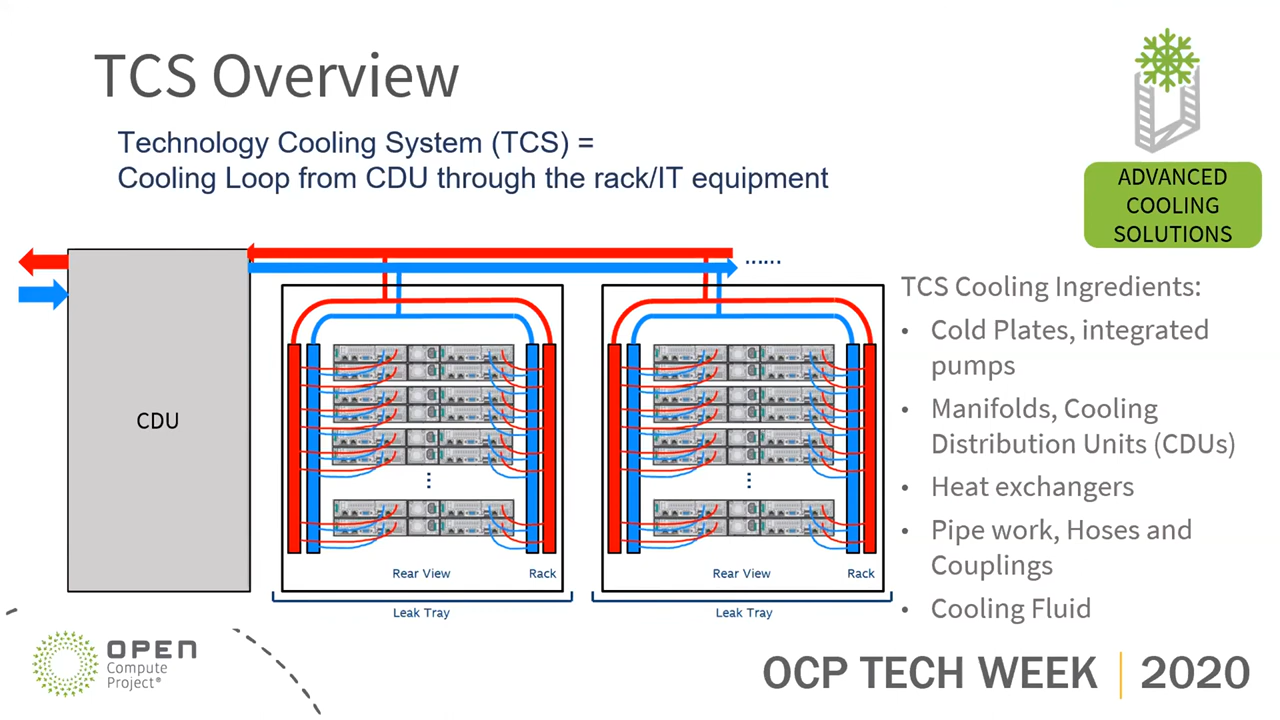 TCS Overview
Technology Cooling System (TCS) =
Cooling Loop from CDU through the rack/IT equipment
ADVANCED
COOLING
SOLUTIONS
......
CDU
Rear View
Rack
Leak Tray
Rear View
Rack
Leak Tray
TCS Cooling Ingredients:
• Cold Plates, integrated
pumps
• Manifolds, Cooling
Distribution Units (CDUs)
• Heat exchangers
• Pipe work, Hoses and
Couplings
• Cooling Fluid
OPEN
Compute
Project®
OCP TECH WEEK | 2020